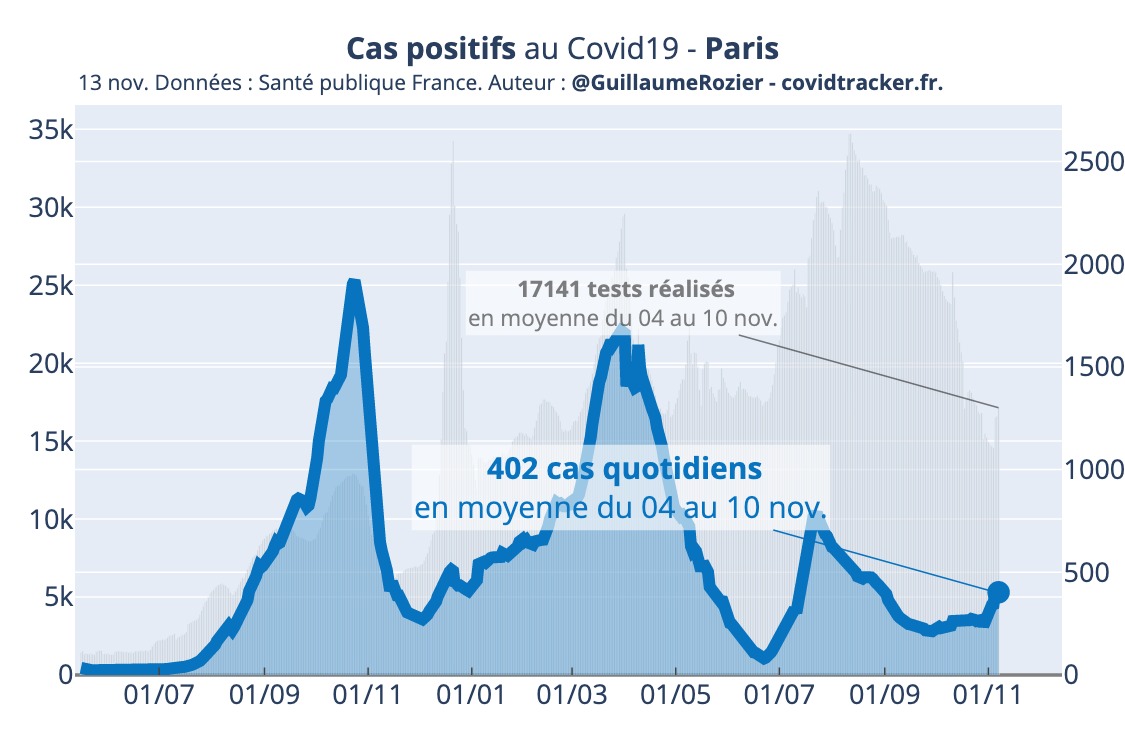 Cas positifs au Covid19 - Paris
13 nov. Données : Santé publique France. Auteur : @GuillaumeRozier - covidtracker.fr.
35k
30k
25k
20k
15k
10k
5k
0
2500
2000
1500
1000
500
0
17141 tests réalisés
en moyenne du 04 au 10 nov.
402 cas quotidiens
en moyenne du 04 au 10 nov.
01/07 01/09 01/11 01/01 01/03 01/05 01/07 01/09 01/11